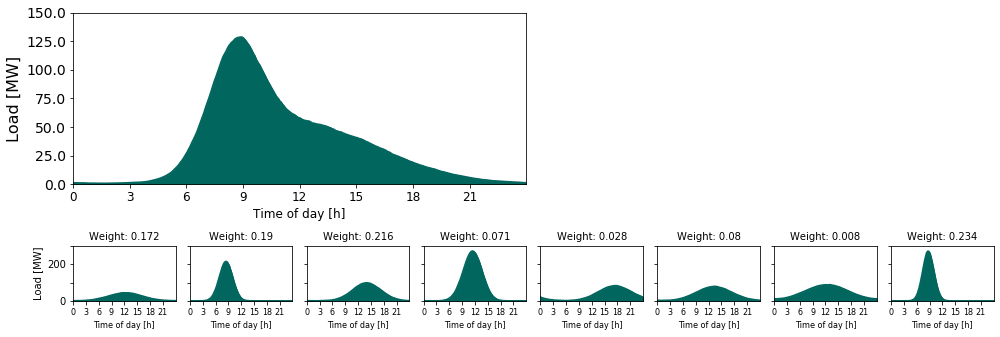 150.0
125.0
100.0
75.0
50.0
25.0
0.0
Load [MW]
0 3 6 9 12 15 18 21
Time of day [h]
Weight: 0.172 Weight: 0.19 Weight: 0.216 Weight: 0.071 Weight: 0.028 Weight: 0.08 Weight: 0.008 Weight: 0.234
200
0
Load [MW]
0 3 6 9 12 15 18 21 0 3 6 9 12 15 18 21 0 3 6 9 12 15 18 21 0 3 6 9 12 15 18 21 0 3 6 9 12 15 18 21 0 3 6 9 12 15 18 21 0 3 6 9 12 15 18 21 0 3 6 9 12 15 18 21
Time of day [h] Time of day [h] Time of day [h] Time of day [h] Time of day [h] Time of day [h] Time of day [h] Time of day [h]